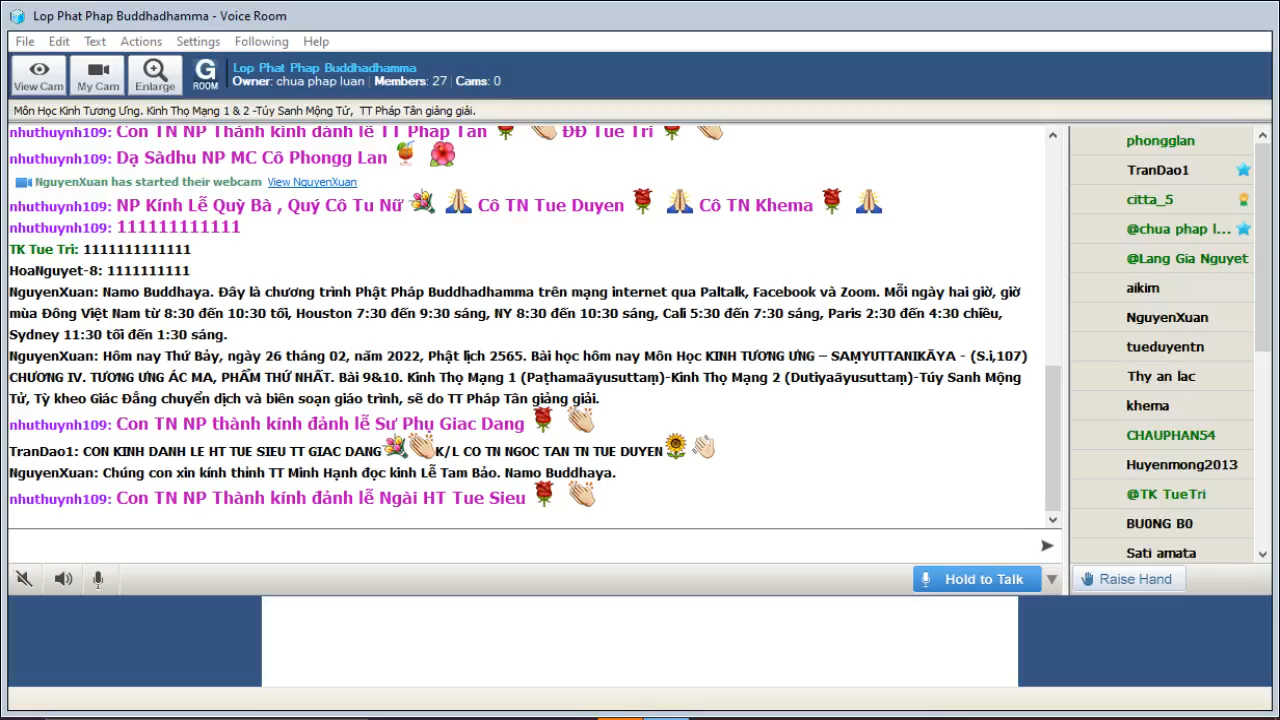 Lop Phat Phap Buddhadhamma - Voice Room
File Edit Text Actions Settings Following Help
View Cam My Cam Enlarge G ROOM
Lop Phat Phap Buddhadhamma
Owner: chua phap luan | Members: 27 | Cams: 0
Môn Học Kinh Tương Ưng. Kinh Thọ Mạng 1 & 2 -Túy Sanh Mộng Tử, TT Pháp Tân giảng giải.
nhuthuynh109: Con TN NP Thành kính đảnh lễ TT Pháp Tân ĐĐ Tuệ Tri
nhuthuynh109: Dạ Sàdhu NP MC Cô Phongg Lan
NguyenXuan has started their webcam View NguyenXuan
nhuthuynh109: NP Kính Lễ Quỳ Bà , Quý Cô Tu Nữ Cô TN Tue Duyen Cô TN Khema
nhuthuynh109: 111111111111
TK Tue Tri: 1111111111111
HoaNguyet-8: 1111111111
NguyenXuan: Namo Buddhaya. Đây là chương trình Phật Pháp Buddhadhamma trên mạng internet qua Paltalk, Facebook và Zoom. Mỗi ngày hai giờ, giờ
mùa Đông Việt Nam từ 8:30 đến 10:30 tối, Houston 7:30 đến 9:30 sáng, NY 8:30 đến 10:30 sáng, Cali 5:30 đến 7:30 sáng, Paris 2:30 đến 4:30 chiều,
Sydney 11:30 tối đến 1:30 sáng.
NguyenXuan: Hôm nay Thứ Bảy, ngày 26 tháng 02, năm 2022, Phật lịch 2565. Bài học hôm nay Môn Học KINH TƯƠNG ƯNG – SAṂYUTTANIKĀYA - (S.i,107)
CHƯƠNG IV. TƯƠNG ƯNG ÁC MA, PHẨM THỨ NHẤT. Bài 9&10. Kinh Thọ Mạng 1 (Paṭhamaāyusuttaṃ)-Kinh Thọ Mạng 2 (Dutiyaāyusuttaṃ)-Túy Sanh Mộng
Tử, Tỳ kheo Giác Đẳng chuyển dịch và biên soạn giáo trình, sẽ do TT Pháp Tân giảng giải.
nhuthuynh109: Con TN NP thành kính đảnh lễ Sư Phụ Giac Dang
TranDao1: CON KINH DANH LE HT TUE SIEU TT GIAC DANG K/L CO TN NGOC TAN TN TUE DUYEN
NguyenXuan: Chúng con xin kính thỉnh TT Minh Hạnh đọc kinh Lễ Tam Bảo. Namo Buddhaya.
nhuthuynh109: Con TN NP Thành kính đảnh lễ Ngài HT Tue Sieu
Hold to Talk
phongglan
TranDao1
citta_5
@chua phap l...
@Lang Gia Nguyet
aikim
NguyenXuan
tueduyentn
Thy an lac
khema
CHAUPHAN54
Huyenmong2013
@TK TueTri
BU0NG B0
Sati amata
Raise Hand